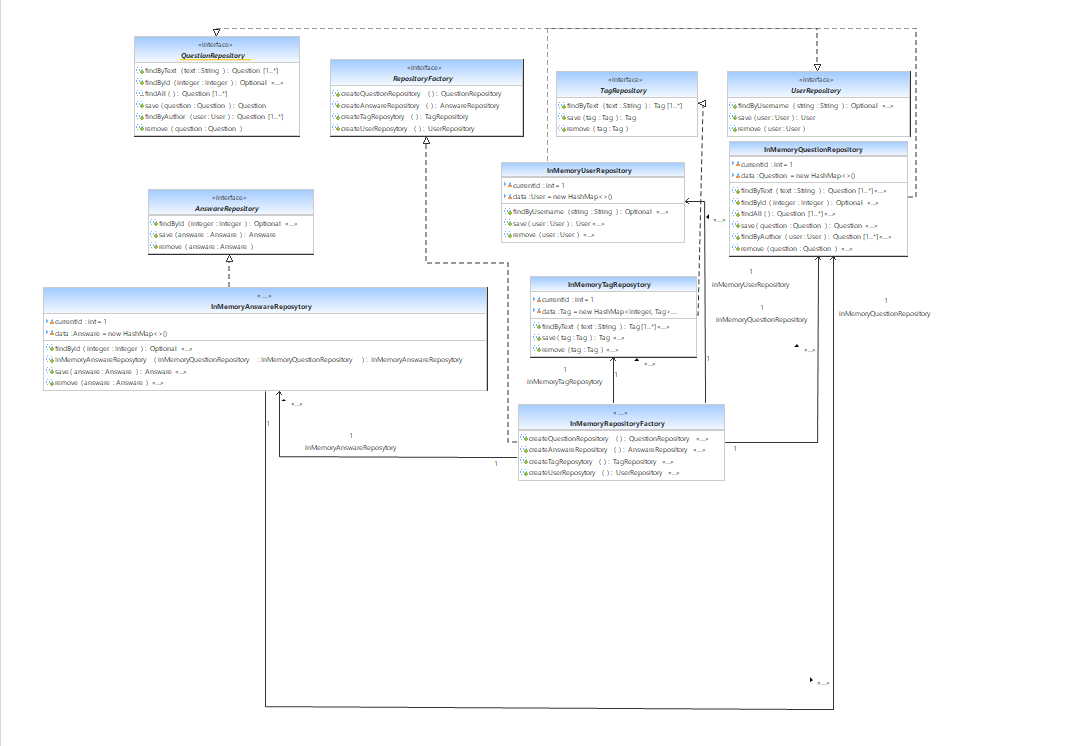 «Interface»
QuestionRepository
findByText (text : String ) : Question [1..*]
findById (integer : Integer ) : Optional «...»
findAll ( ) : Question [1..*]
save (question : Question ) : Question
findByAuthor (user : User ) : Question [1..*]
remove (question : Question )
«Interface»
RepositoryFactory
createQuestionRepository ( ) : QuestionRepository
createAnswareRepository ( ) : AnswareRepository
createTagReposytory ( ) : TagRepository
createUserReposytory ( ) : UserRepository
«Interface»
TagRepository
findByText (text : String ) : Tag [1..*]
save (tag : Tag ) : Tag
remove (tag : Tag )
«Interface»
UserRepository
findByUsername (string : String ) : Optional «...»
save (user : User ) : User
remove (user : User )
InMemoryQuestionRepository
currentId : int = 1
data :Question = new HashMap<>()
findByText (text : String ) : Question [1..*]«...»
findById (integer : Integer ) : Optional «...»
findAll ( ) : Question [1..*]«...»
save (question : Question ) : Question «...»
findByAuthor (user : User ) : Question [1..*]«...»
remove (question : Question ) «...»
InMemoryUserRepository
currentId : int = 1
data :User = new HashMap<>()
findByUsername (string : String ) : Optional «...»
save (user : User ) : User «...»
remove (user : User ) «...»
«Interface»
AnswareRepository
findById (integer : Integer ) : Optional «...»
save (answare : Answare ) : Answare
remove (answare : Answare )
«...»
InMemoryAnswareReposytory
currentId : int = 1
data :Answare = new HashMap<>()
findById (integer : Integer ) : Optional «...»
InMemoryAnswareReposytory (inMemoryQuestionRepository : InMemoryQuestionRepository ) : InMemoryAnswareReposytory
save (answare : Answare ) : Answare «...»
remove (answare : Answare ) «...»
InMemoryTagReposytory
currentId : int = 1
data :Tag = new HashMap<Integer, Tag>...
findByText (text : String ) : Tag [1..*]«...»
save (tag : Tag ) : Tag «...»
remove (tag : Tag ) «...»
«...»
1
inMemoryUserRepository
1
inMemoryQuestionRepository
1
inMemoryQuestionRepository
«...»
1
«...»
1
inMemoryTagReposytory
1
«...»
InMemoryRepositoryFactory
createQuestionRepository ( ) : QuestionRepository «...»
createAnswareRepository ( ) : AnswareRepository «...»
createTagReposytory ( ) : TagRepository «...»
createUserReposytory ( ) : UserRepository «...»
«...»
1
1
inMemoryAnswareReposytory
1
1
«...»